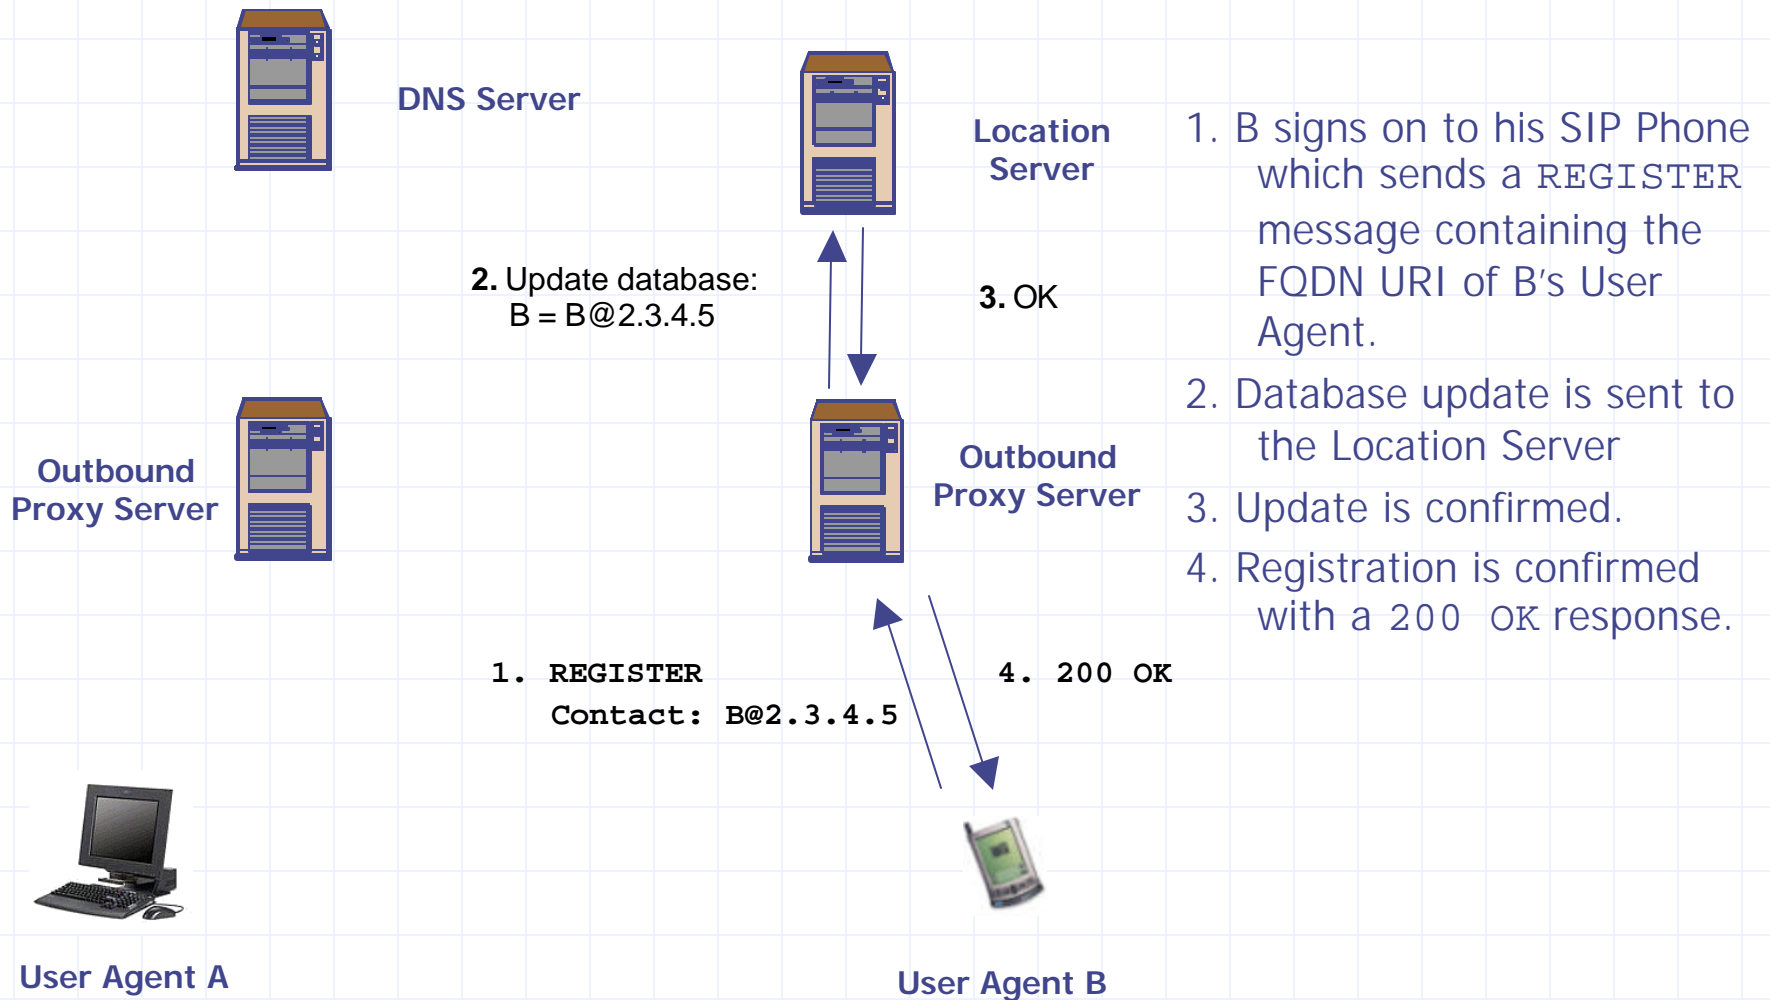 DNS Server
Location
Server
2. Update database:
B = B@2.3.4.5
3. OK
Outbound
Proxy Server
Outbound
Proxy Server
1. REGISTER
Contact: B@2.3.4.5
4. 200 OK
User Agent A
User Agent B
1. B signs on to his SIP Phone
which sends a REGISTER
message containing the
FQDN URI of B's User
Agent.
2. Database update is sent to
the Location Server
3. Update is confirmed.
4. Registration is confirmed
with a 200 OK response.